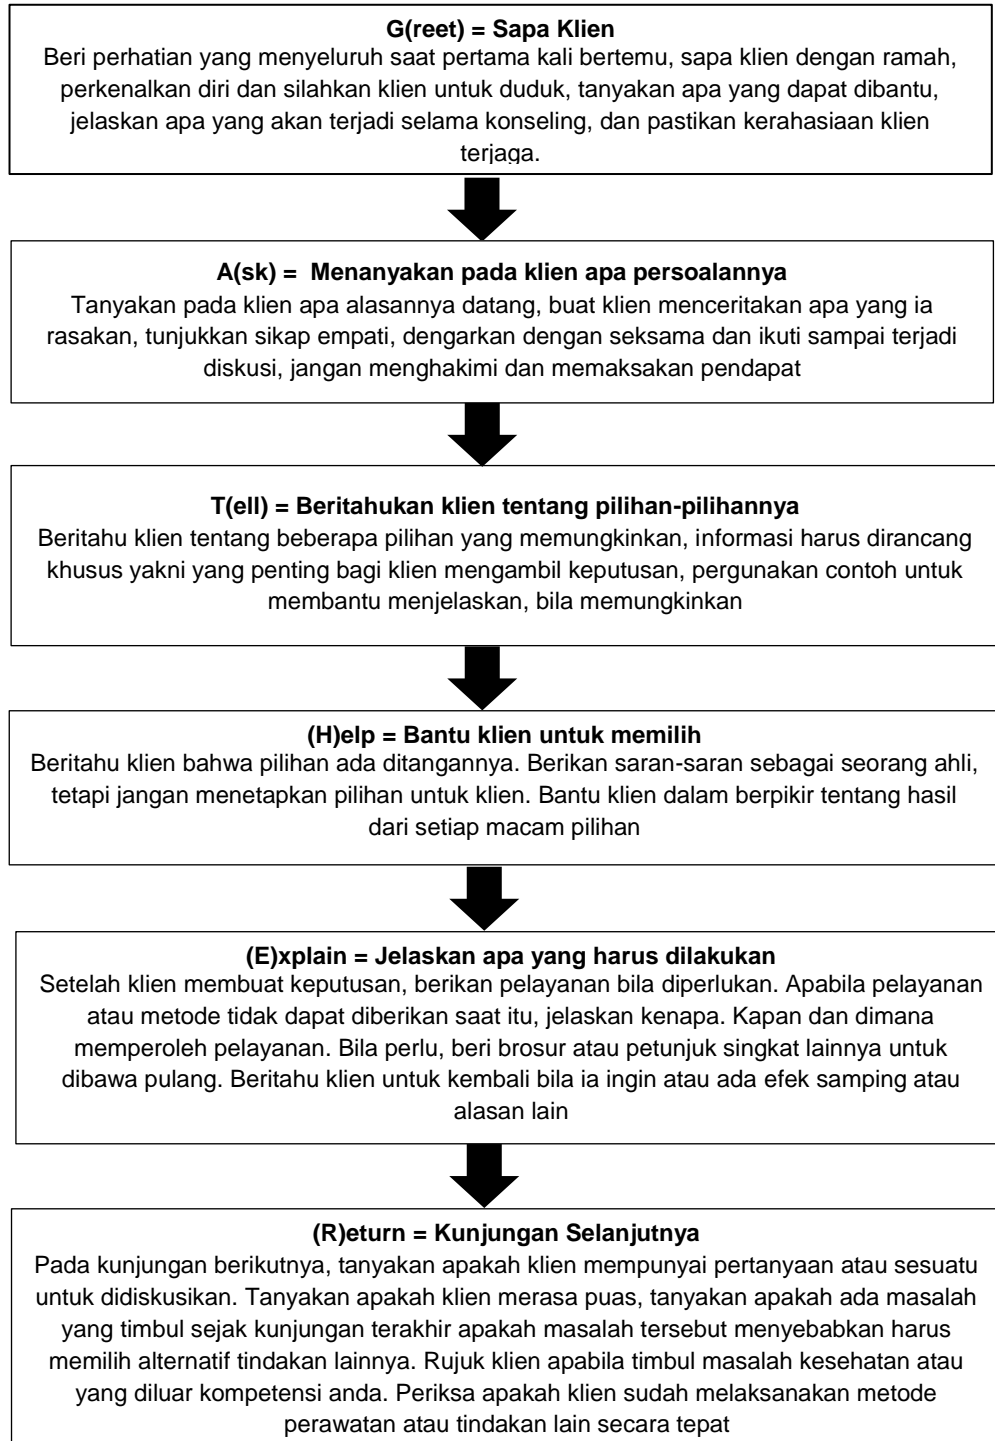 G(reet) = Sapa Klien
Beri perhatian yang menyeluruh saat pertama kali bertemu, sapa klien dengan ramah,
perkenalkan diri dan silahkan klien untuk duduk, tanyakan apa yang dapat dibantu,
jelaskan apa yang akan terjadi selama konseling, dan pastikan kerahasiaan klien
terjaga.
A(sk) = Menanyakan pada klien apa persoalannya
Tanyakan pada klien apa alasannya datang, buat klien menceritakan apa yang ia
rasakan, tunjukkan sikap empati, dengarkan dengan seksama dan ikuti sampai terjadi
diskusi, jangan menghakimi dan memaksakan pendapat
T(ell) = Beritahukan klien tentang pilihan-pilihannya
Beritahu klien tentang beberapa pilihan yang memungkinkan, informasi harus dirancang
khusus yakni yang penting bagi klien mengambil keputusan, pergunakan contoh untuk
membantu menjelaskan, bila memungkinkan
(H)elp = Bantu klien untuk memilih
Beritahu klien bahwa pilihan ada ditangannya. Berikan saran-saran sebagai seorang ahli,
tetapi jangan menetapkan pilihan untuk klien. Bantu klien dalam berpikir tentang hasil
dari setiap macam pilihan
(E)xplain = Jelaskan apa yang harus dilakukan
Setelah klien membuat keputusan, berikan pelayanan bila diperlukan. Apabila pelayanan
atau metode tidak dapat diberikan saat itu, jelaskan kenapa. Kapan dan dimana
memperoleh pelayanan. Bila perlu, beri brosur atau petunjuk singkat lainnya untuk
dibawa pulang. Beritahu klien untuk kembali bila ia ingin atau ada efek samping atau
alasan lain
(R)eturn = Kunjungan Selanjutnya
Pada kunjungan berikutnya, tanyakan apakah klien mempunyai pertanyaan atau sesuatu
untuk didiskusikan. Tanyakan apakah klien merasa puas, tanyakan apakah ada masalah
yang timbul sejak kunjungan terakhir apakah masalah tersebut menyebabkan harus
memilih alternatif tindakan lainnya. Rujuk klien apabila timbul masalah kesehatan atau
yang diluar kompetensi anda. Periksa apakah klien sudah melaksanakan metode
perawatan atau tindakan lain secara tepat